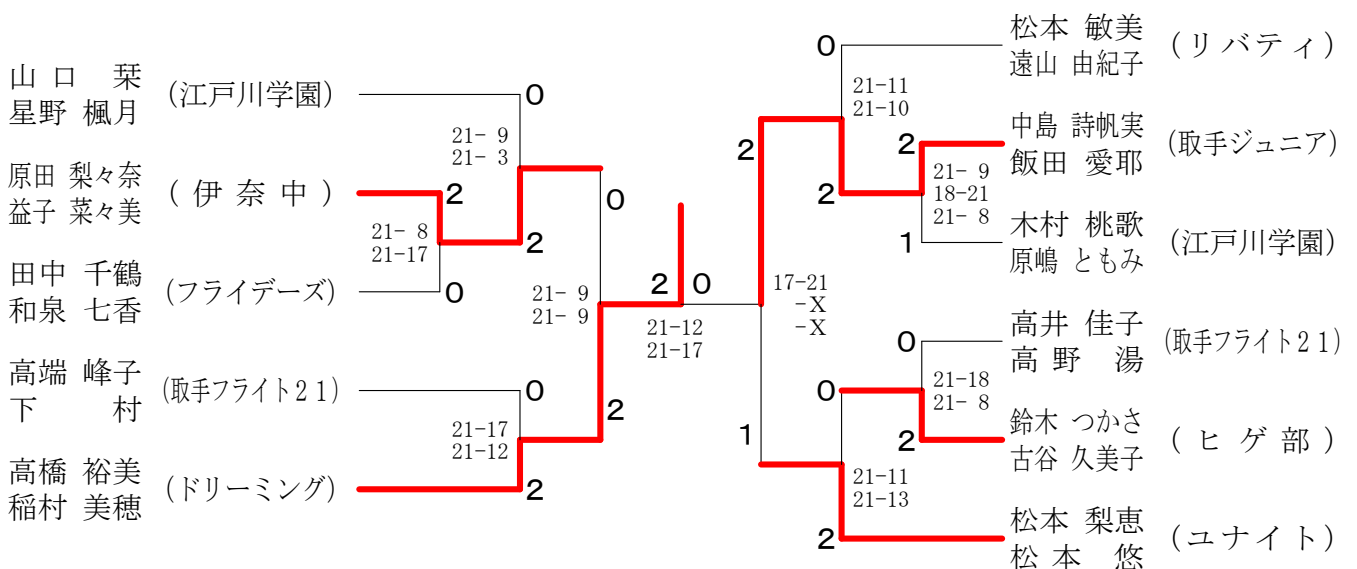 山口 栞
星野 楓月
(江戸川学園)
0
21- 9
21- 3
原田 梨々奈
益子 菜々美
(伊奈中)
2
21- 8
21-17
2
田中 千鶴
和泉 七香
(フライデーズ)
0
0
21- 9
21- 9
高端 峰子
下 村
(取手フライト21)
0
21-17
21-12
2
高橋 裕美
稲村 美穂
(ドリーミング)
2
2
0
21-12
21-17
松本 敏美
遠山 由紀子
(リバティ)
0
21-11
21-10
2
中島 詩帆実
飯田 愛耶
(取手ジュニア)
2
21- 9
18-21
21- 8
2
木村 桃歌
原嶋 ともみ
(江戸川学園)
1
17-21
-X
-X
高井 佳子
高野 湯
(取手フライト21)
0
21-18
21- 8
0
鈴木 つかさ
古谷 久美子
(ヒゲ部)
2
1
21-11
21-13
松本 梨恵
松本 悠
(ユナイト)
2